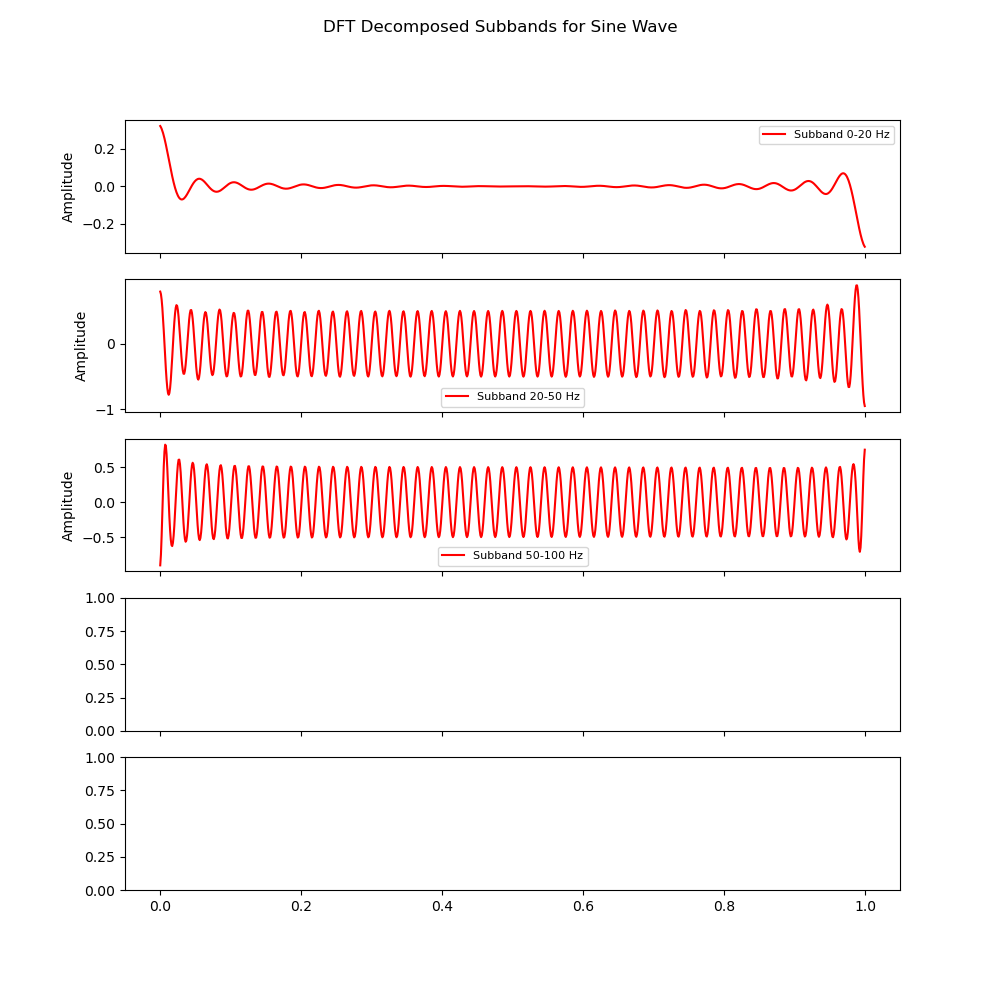 DFT Decomposed Subbands for Sine Wave
Subband 0-20 Hz
Amplitude
0.2
0.0
−0.2
Amplitude
0
−1
Subband 20-50 Hz
Amplitude
0.5
0.0
−0.5
Subband 50-100 Hz
1.00
0.75
0.50
0.25
0.00
1.00
0.75
0.50
0.25
0.00
0.0 0.2 0.4 0.6 0.8 1.0